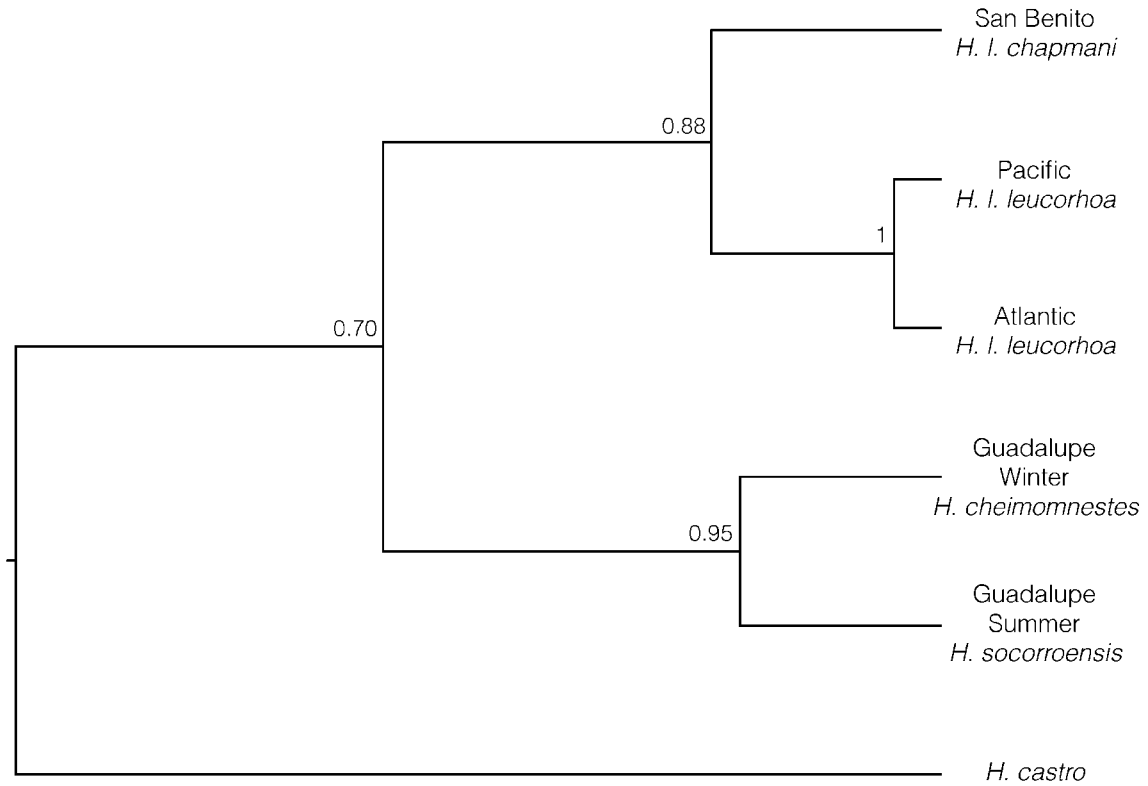 San Benito
H. l. chapmani
0.88
Pacific
H. l. leucorhoa
1
Atlantic
H. l. leucorhoa
0.70
Guadalupe
Winter
H. cheimomnestes
0.95
Guadalupe
Summer
H. socorroensis
H. castro